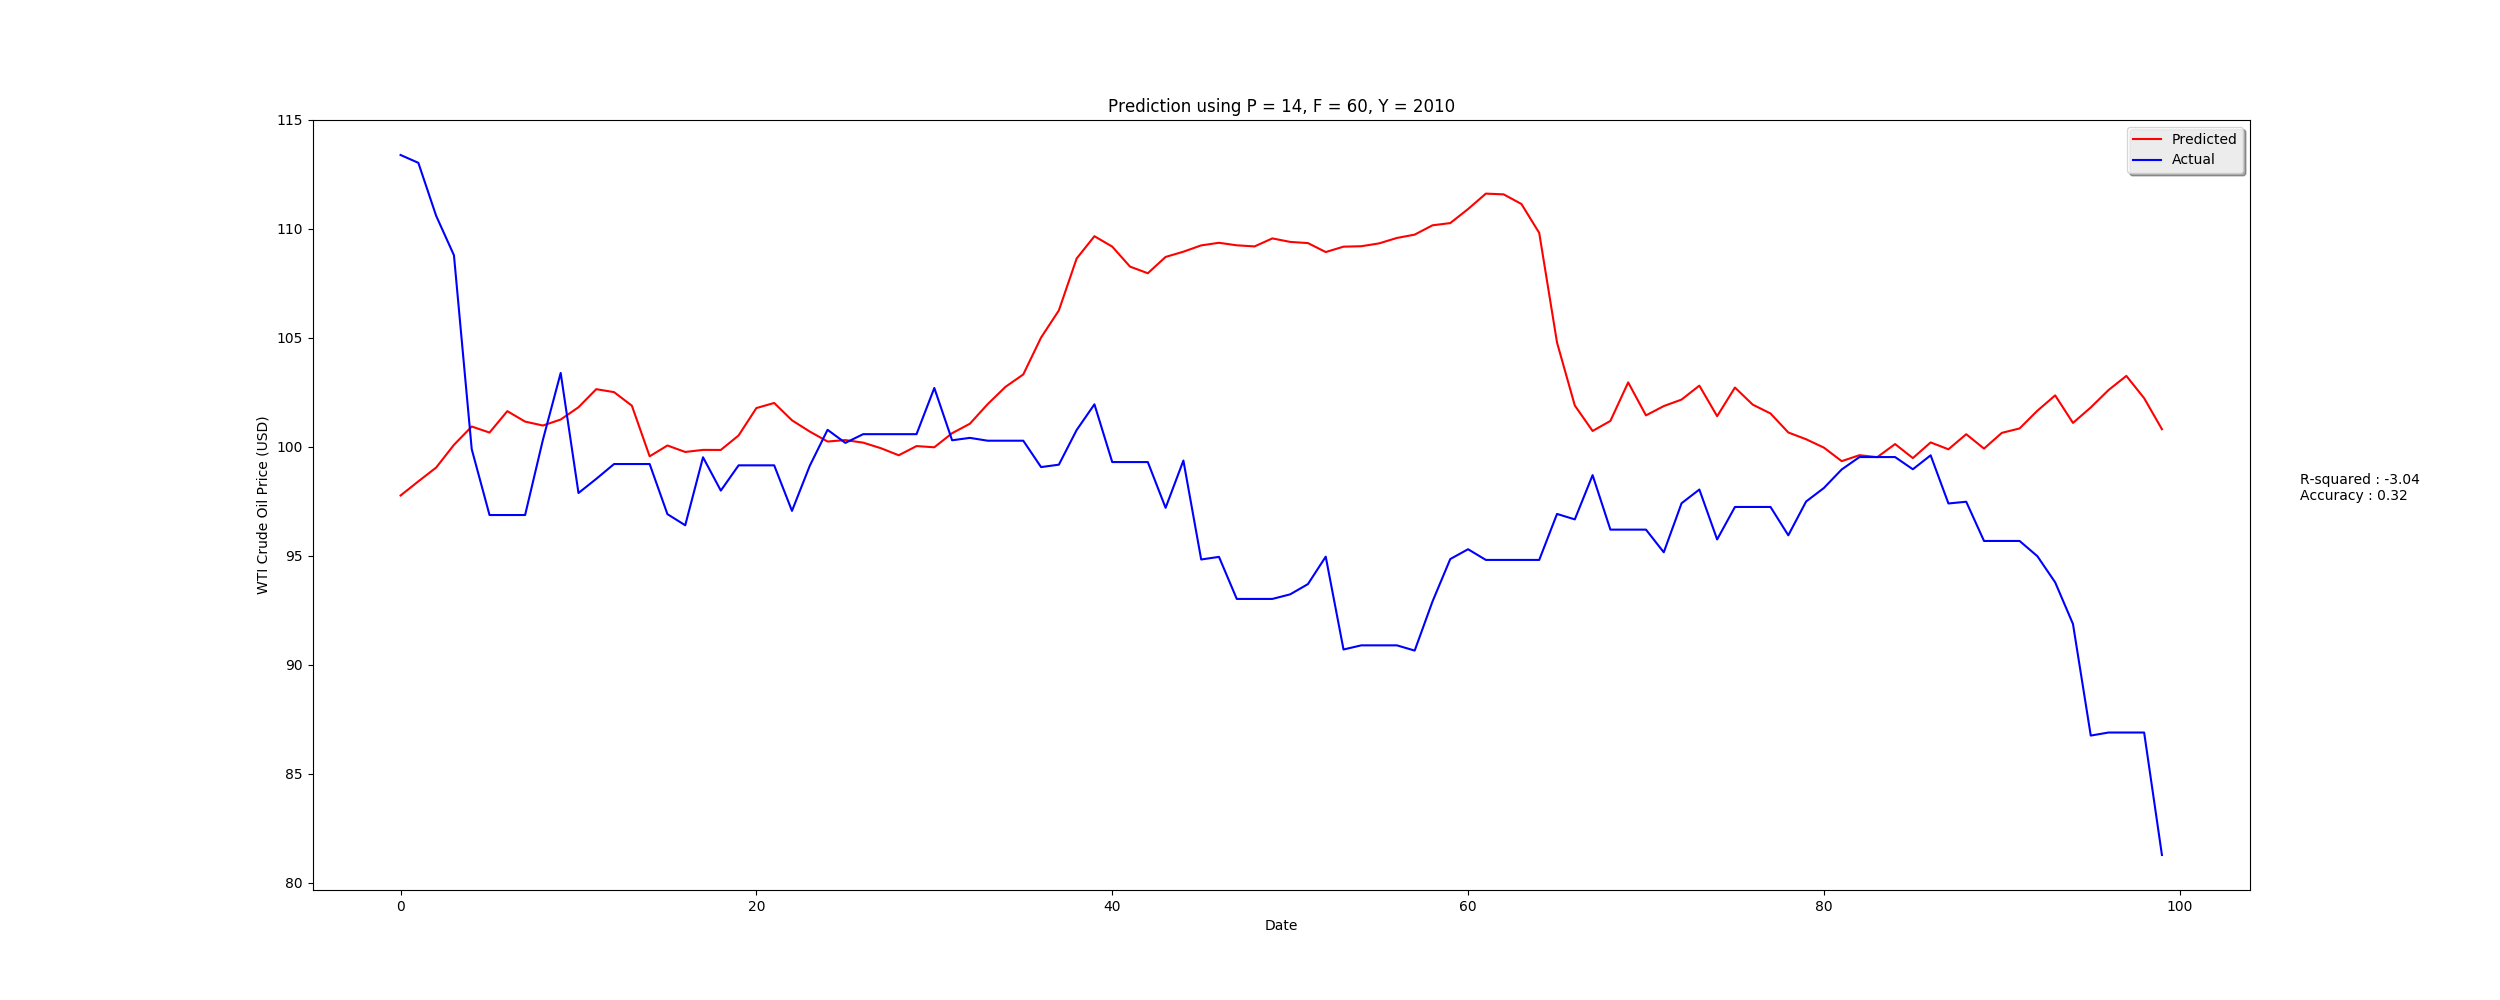 Prediction using P = 14, F = 60, Y = 2010
115
110
105
100
95
90
85
80
WTI Crude Oil Price (USD)
Predicted
Actual
R-squared : -3.04
Accuracy : 0.32
0 20 40 60 80 100
Date